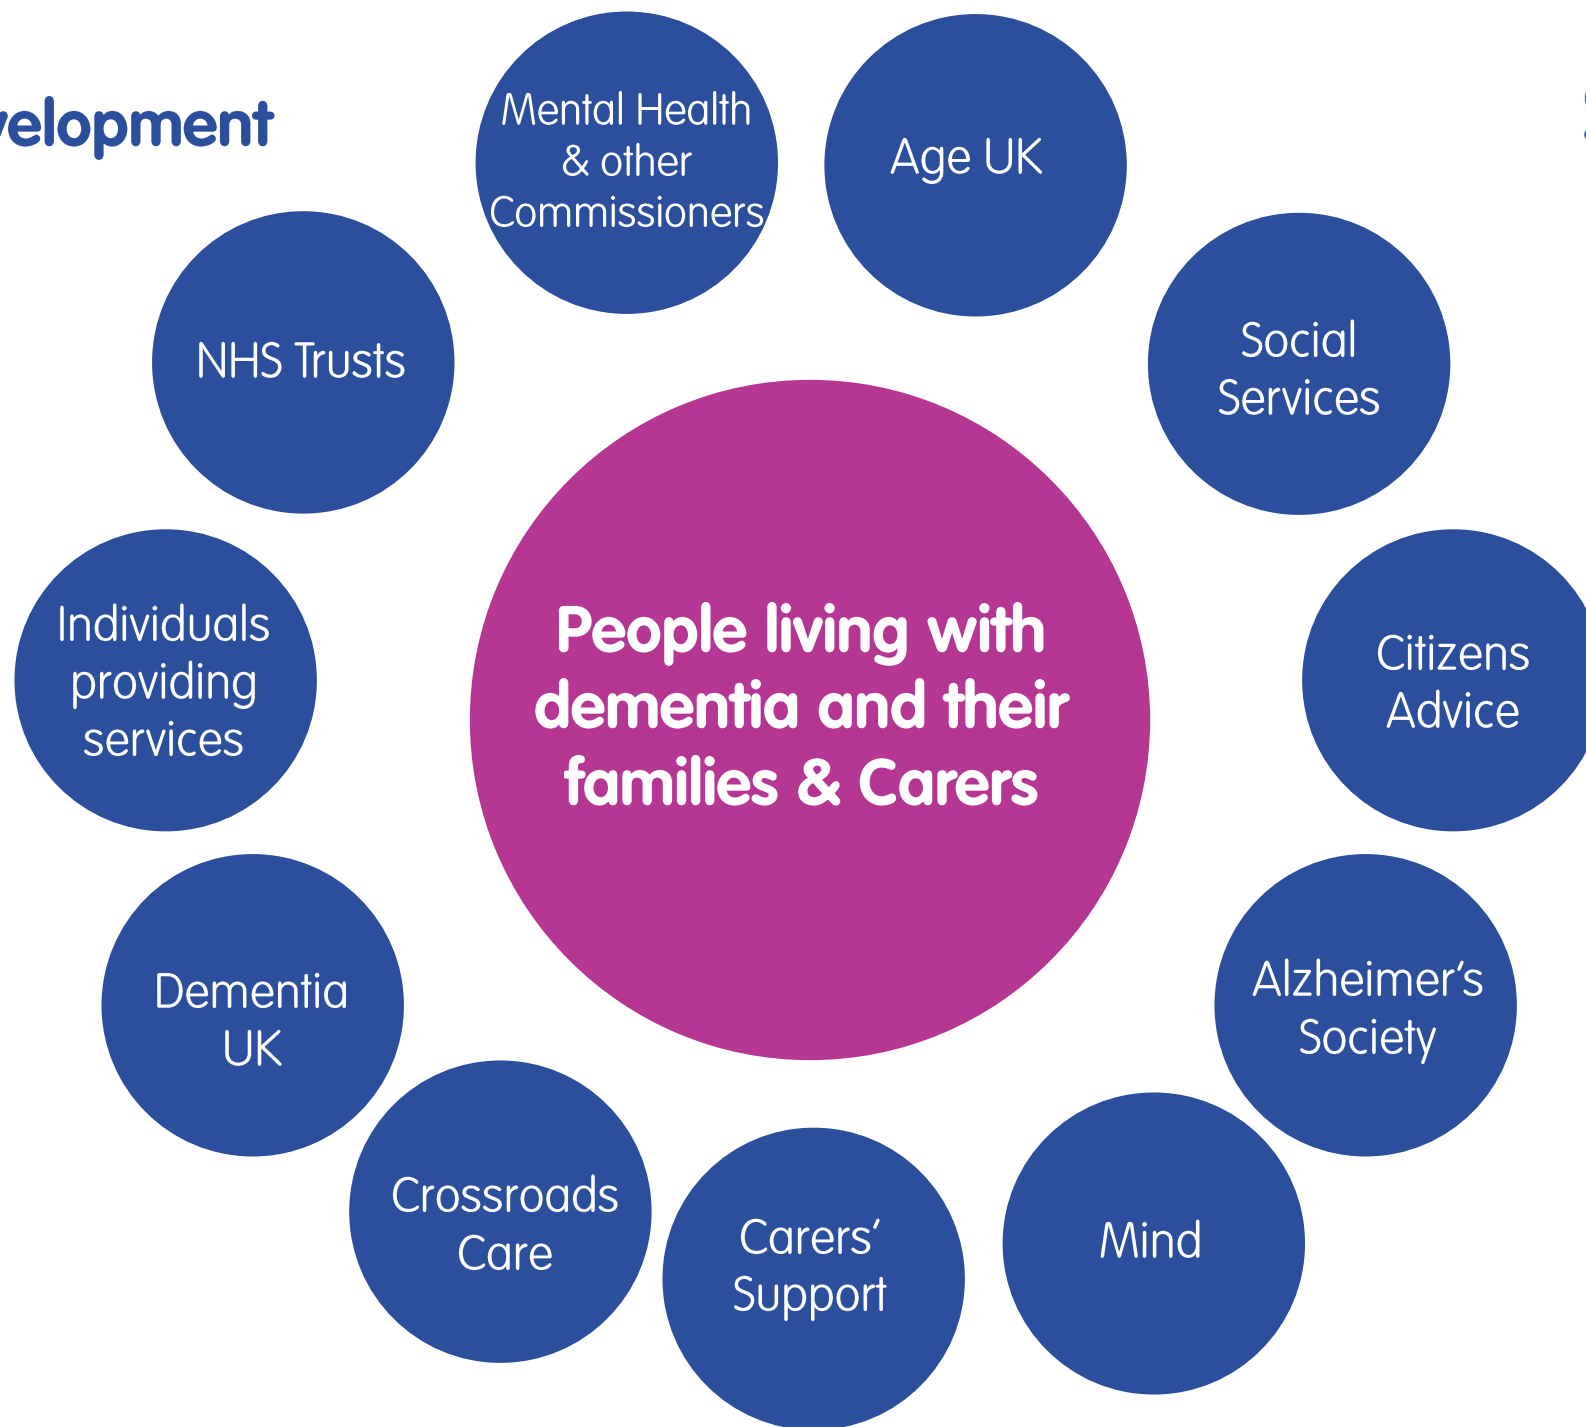 Mental Health
& other
Commissioners
Age UK
NHS Trusts
Social
Services
Individuals
providing
services
People living with
dementia and their
families & Carers
Citizens
Advice
Dementia
UK
Alzheimer’s
Society
Crossroads
Care
Carers’
Support
Mind